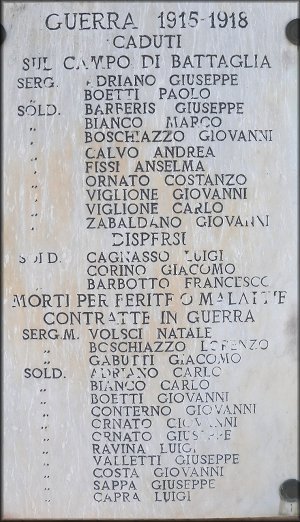 GUERRA 1915-1918
CADUTI
SUL CAMPO DI BATTAGLIA
SERG. ADRIANO GIUSEPPE
„ BOETTI PAOLO
SOLD. BARBERIS GIUSEPPE
„ BIANCO MARCO
„ BOSCHIAZZO GIOVANNI
„ CALVO ANDREA
„ FISSI ANSELMA
„ ORNATO COSTANZO
„ VIGLIONE GIOVANNI
„ VIGLIONE CARLO
„ ZABALDANO GIOVANNI
DISPERSI
SOLD. CAGNASSO LUIGI
„ CORINO GIACOMO
„ BARBOTTO FRANCESCO
MORTI PER FERITE O MALATTE
CONTRATTE IN GUERRA
SERG.M. VOLSCI NATALE
„ BOSCHIAZZO LORENZO
„ GABUTTI GIACOMO
SOLD. ADRIANO CARLO
„ BIANCO CARLO
„ BOETTI GIOVANNI
„ CONTERNO GIOVANNI
„ ORNATO GIOVANNI
„ ORNATO GIUSEPPE
„ RAVINA LUIGI
„ VALLETTI GIUSEPPE
„ COSTA GIOVANNI
„ SAPPA GIUSEPPE
„ CAPRA LUIGI